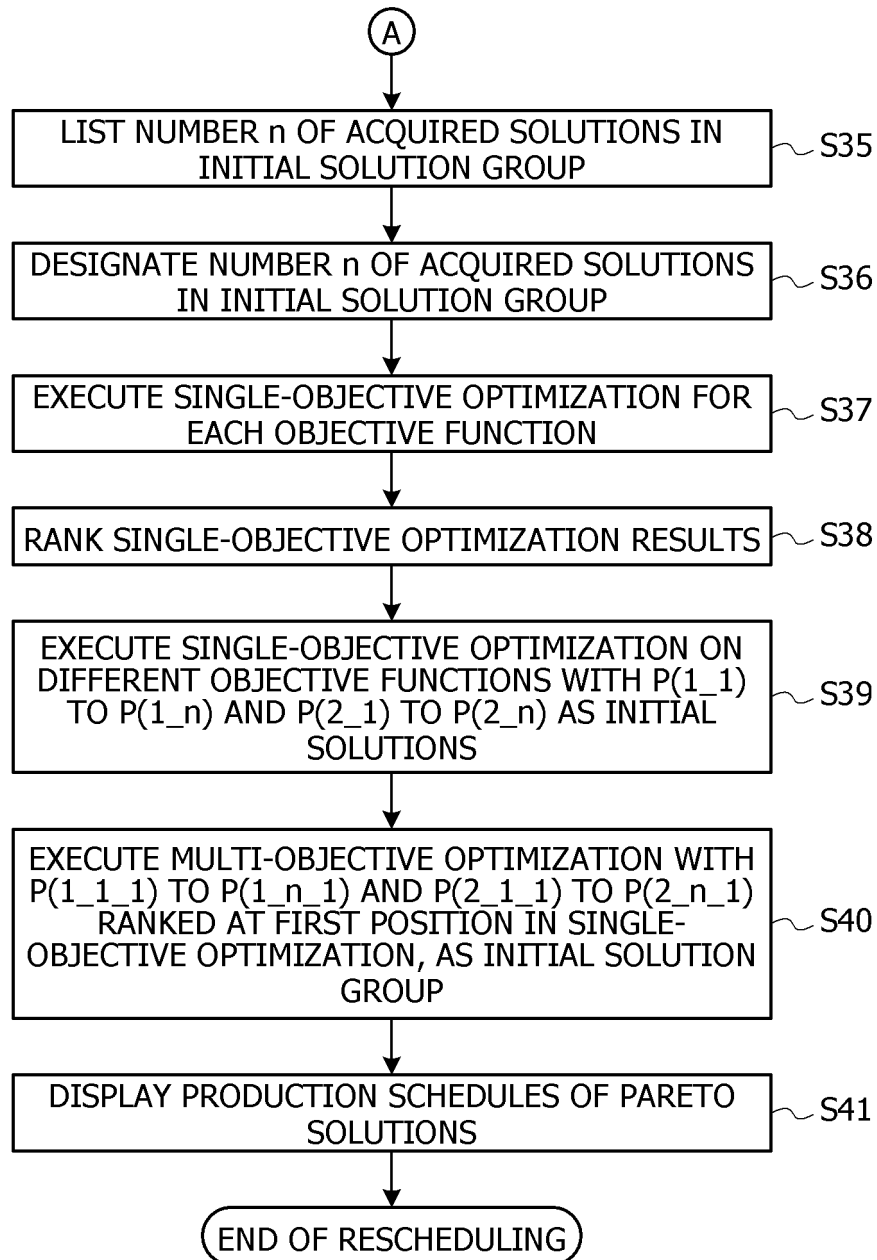 A
LIST NUMBER n OF ACQUIRED SOLUTIONS IN
INITIAL SOLUTION GROUP
S35
DESIGNATE NUMBER n OF ACQUIRED SOLUTIONS
IN INITIAL SOLUTION GROUP
S36
EXECUTE SINGLE-OBJECTIVE OPTIMIZATION FOR
EACH OBJECTIVE FUNCTION
S37
RANK SINGLE-OBJECTIVE OPTIMIZATION RESULTS
S38
EXECUTE SINGLE-OBJECTIVE OPTIMIZATION ON
DIFFERENT OBJECTIVE FUNCTIONS WITH P(1_1)
TO P(1_n) AND P(2_1) TO P(2_n) AS INITIAL
SOLUTIONS
S39
EXECUTE MULTI-OBJECTIVE OPTIMIZATION WITH
P(1_1_1) TO P(1_n_1) AND P(2_1_1) TO P(2_n_1)
RANKED AT FIRST POSITION IN SINGLE-
OBJECTIVE OPTIMIZATION, AS INITIAL SOLUTION
GROUP
S40
DISPLAY PRODUCTION SCHEDULES OF PARETO
SOLUTIONS
S41
END OF RESCHEDULING